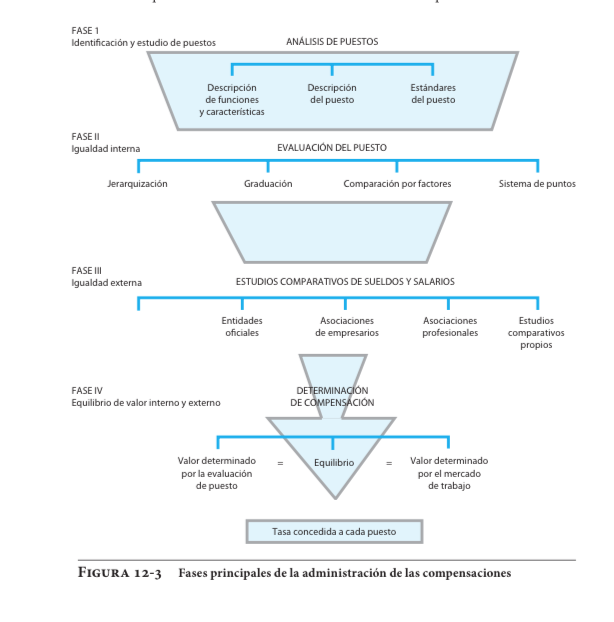 FASE 1
Identificación y estudio de puestos
ANÁLISIS DE PUESTOS
Descripción
de funciones
y características
Descripción
del puesto
Estándares
del puesto
FASE II
Igualdad interna
EVALUACIÓN DEL PUESTO
Jerarquización
Graduación
Comparación por factores
Sistema de puntos
FASE III
Igualdad externa
ESTUDIOS COMPARATIVOS DE SUELDOS Y SALARIOS
Entidades
oficiales
Asociaciones
de empresarios
Asociaciones
profesionales
Estudios
comparativos
propios
FASE IV
Equilibrio de valor interno y externo
DETERMINACIÓN
DE COMPENSACIÓN
Valor determinado
por la evaluación
de puesto
=
Equilibrio
=
Valor determinado
por el mercado
de trabajo
Tasa concedida a cada puesto
FIGURA 12-3 Fases principales de la administración de las compensaciones